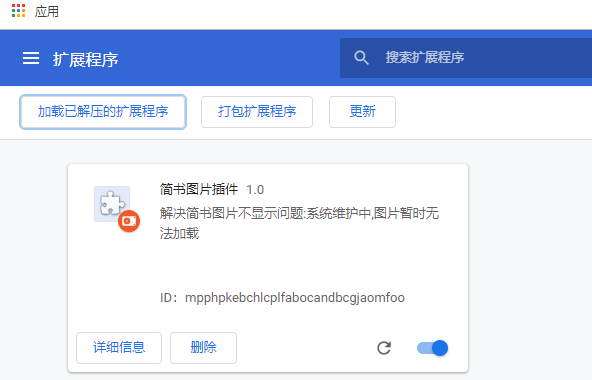 应用
扩展程序
搜索扩展程序
加载已解压的扩展程序 打包扩展程序 更新
简书图片插件 1.0
解决简书图片不显示问题:系统维护中,图片暂时无
法加载
ID：mpphpkebchlcplfabocandbcgjaomfoo
详细信息 删除